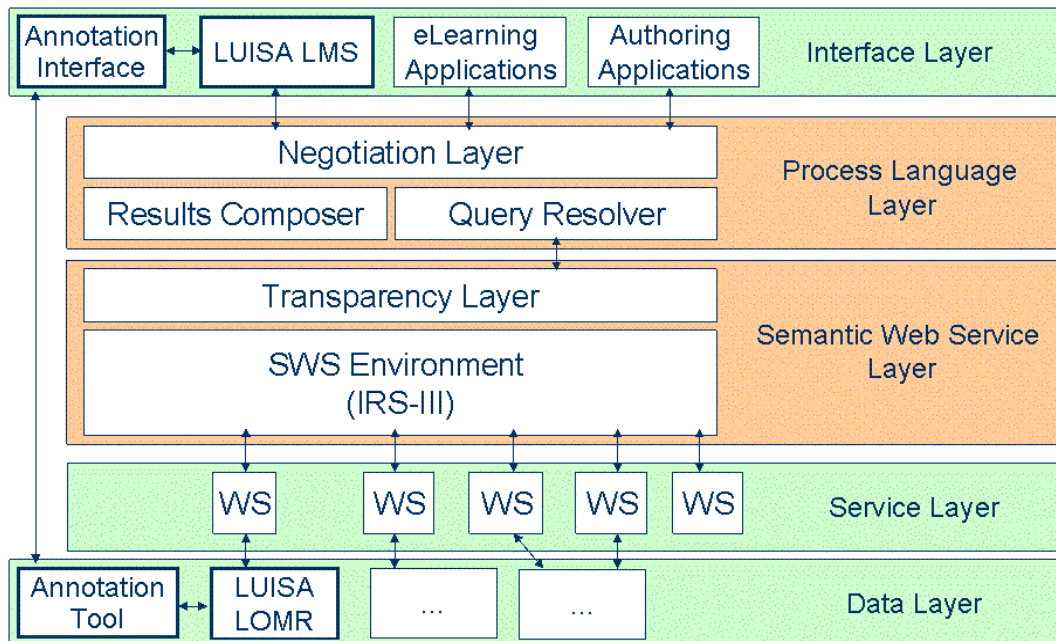 Annotation
Interface
LUISA LMS
eLearning
Applications
Authoring
Applications
Interface Layer
Negotiation Layer
Results Composer
Query Resolver
Process Language
Layer
Transparency Layer
SWS Environment
(IRS-III)
Semantic Web Service
Layer
WS
WS
WS
WS
WS
Service Layer
Annotation
Tool
LUISA
LOMR
...
...
Data Layer